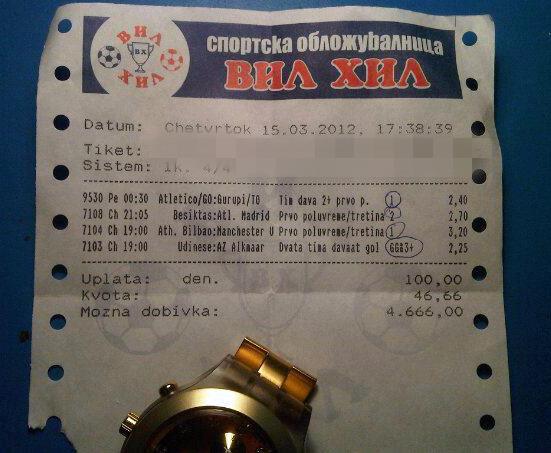 ВИЛ
ВХ
ХИЛ
спортска обложувалница
ВИЛ ХИЛ
Datum: Chetvrtok 15.03.2012, 17:38:39
Tiket:
Sistem: 1k. 4/4
9530 Pe 00:30 Atletico/GO:Gurupi/TO Tim dava 2+ prvo p. 1 2,40
7108 Ch 21:05 Besiktas:Atl. Madrid Prvo poluvreme/tretina 2 2,70
7104 Ch 19:00 Ath. Bilbao:Manchester U Prvo poluvreme/tretina 1 3,20
7103 Ch 19:00 Udinese:AZ Alkmaar Dvata tima davaat gol GG&3+ 2,25
Uplata: den. 100,00
Kvota: 46,66
Mozna dobivka: 4.666,00